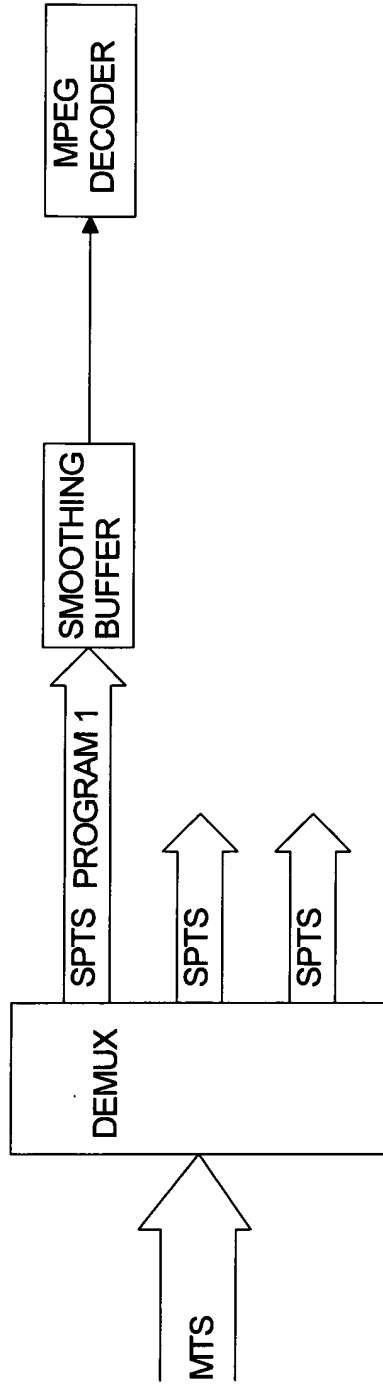 MTS
DEMUX
SPTS PROGRAM 1
SPTS
SPTS
SMOOTHING
BUFFER
MPEG
DECODER